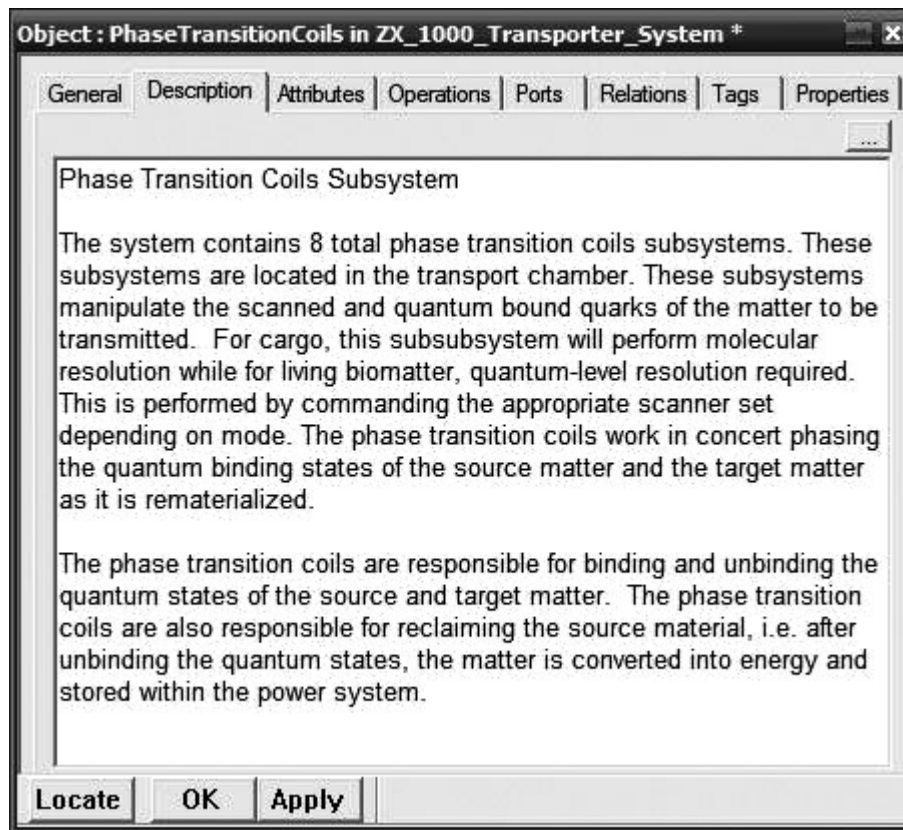 Object : PhaseTransitionCoils in ZX_1000_Transporter_System *
General Description Attributes Operations Ports Relations Tags Properties
...
Phase Transition Coils Subsystem
The system contains 8 total phase transition coils subsystems. These
subsystems are located in the transport chamber. These subsystems
manipulate the scanned and quantum bound quarks of the matter to be
transmitted.  For cargo, this subsubsystem will perform molecular
resolution while for living biomatter, quantum-level resolution required.
This is performed by commanding the appropriate scanner set
depending on mode. The phase transition coils work in concert phasing
the quantum binding states of the source matter and the target matter
as it is rematerialized.
The phase transition coils are responsible for binding and unbinding the
quantum states of the source and target matter.  The phase transition
coils are also responsible for reclaiming the source material, i.e. after
unbinding the quantum states, the matter is converted into energy and
stored within the power system.
Locate OK Apply